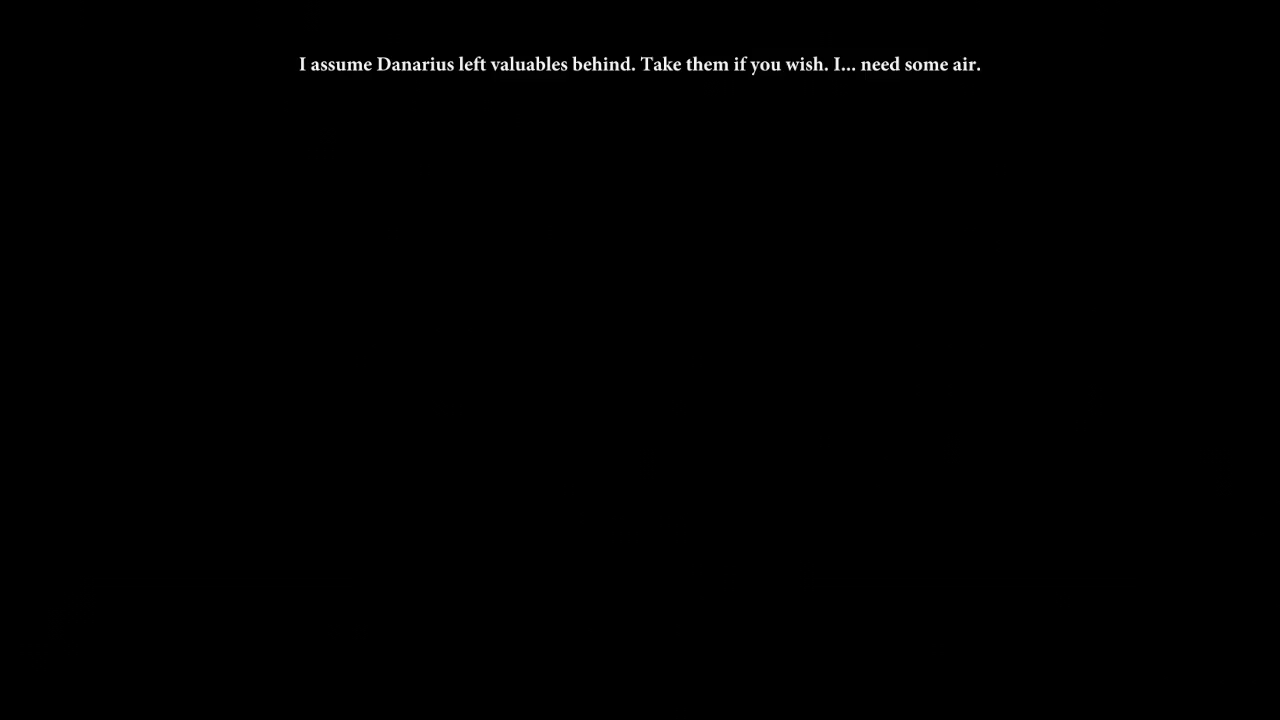 I assume Danarius left valuables behind. Take them if you wish. I... need some air.